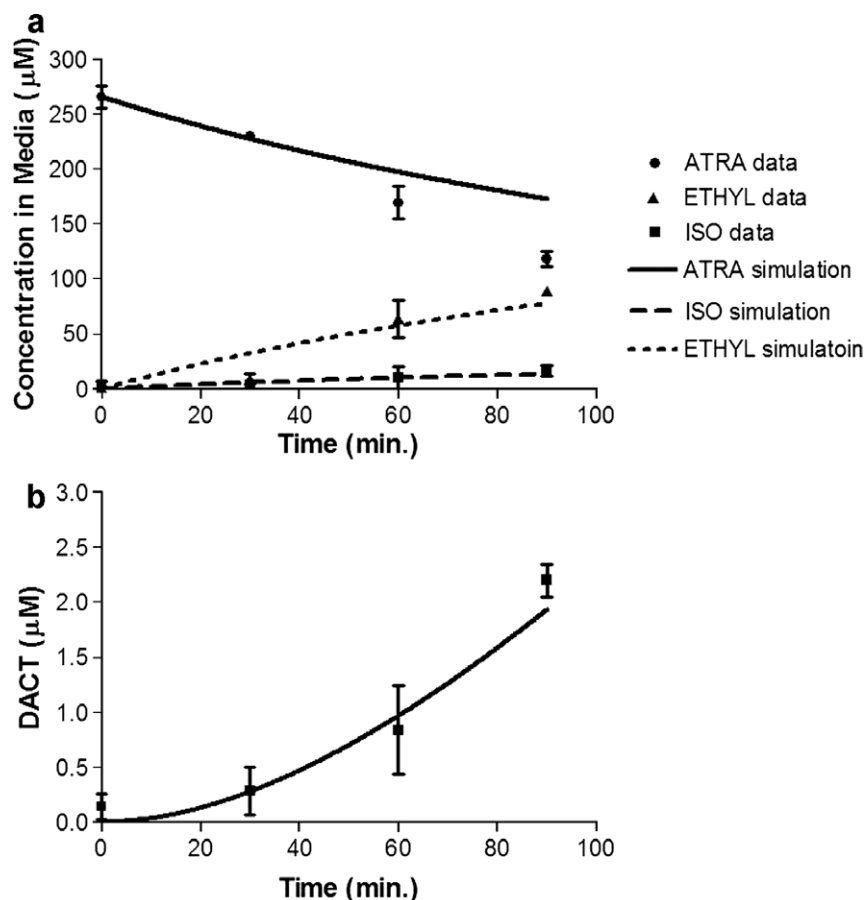 a
Concentration in Media ( μM)
300
250
200
150
100
50
0
0 20 40 60 80 100
Time (min.)
ATRA data
ETHYL data
ISO data
ATRA simulation
ISO simulation
ETHYL simulatoin
b
DACT (μM)
3.0
2.5
2.0
1.5
1.0
0.5
0.0
0 20 40 60 80 100
Time (min.)